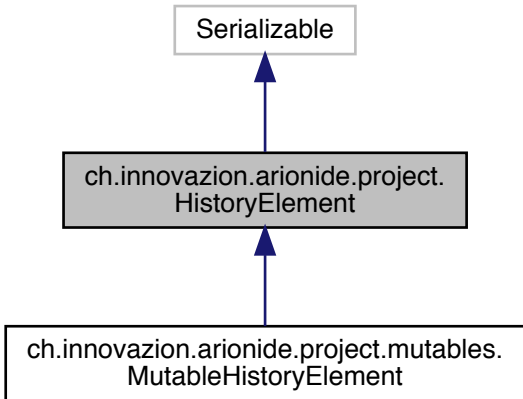 Serializable
ch.innovazion.arionide.project.
HistoryElement
ch.innovazion.arionide.project.mutables.
MutableHistoryElement